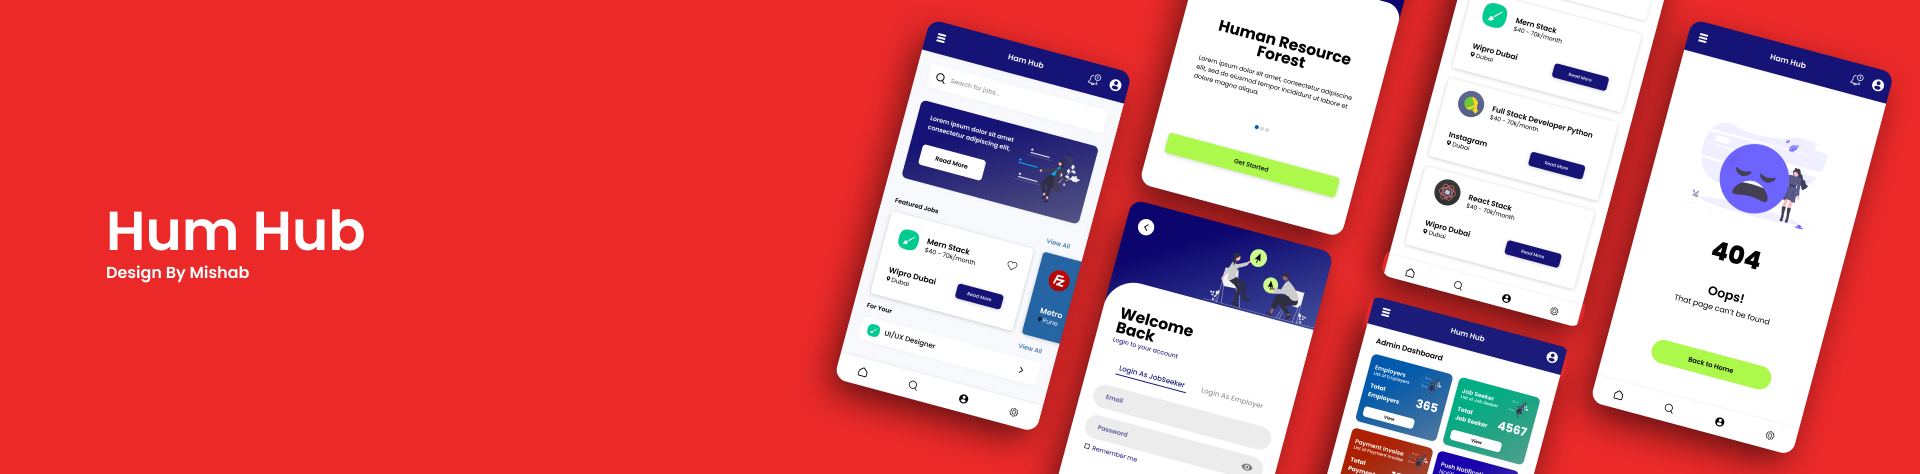 Hum Hub
Design By Mishab
Ham Hub
Search for jobs...
Lorem ipsum dolor sit amet
consectetur adipiscing elit.
Read More
Featured Jobs
View All
Mern Stack
$40 - 70k/month
Wipro Dubai
Dubai
Read More
Metro
Pune
For Your
View All
UI/UX Designer
Human Resource
Forest
Lorem ipsum dolor sit amet, consectetur adipiscine
elit, sed do eiusmod tempor incididunt ut labore et
dolore magna aliqua.
Get Started
Welcome
Back
Login to your account
Login As JobSeeker
Login As Employer
Email
Password
Remember me
Mern Stack
$40 - 70k/month
Wipro Dubai
Dubai
Read More
Full Stack Developer Python
$40 - 70k/month
Instagram
Dubai
Read More
React Stack
$40 - 70k/month
Wipro Dubai
Dubai
Read More
Hum Hub
Admin Dashboard
Employers
List of Employers
Total
Employers
365
View
Job Seeker
List of Job Seeker
Total
Job Seeker
4567
View
Payment Invoise
List of Payment Invoise
Total
Push Notific
Ham Hub
404
Oops!
That page can't be found
Back to Home